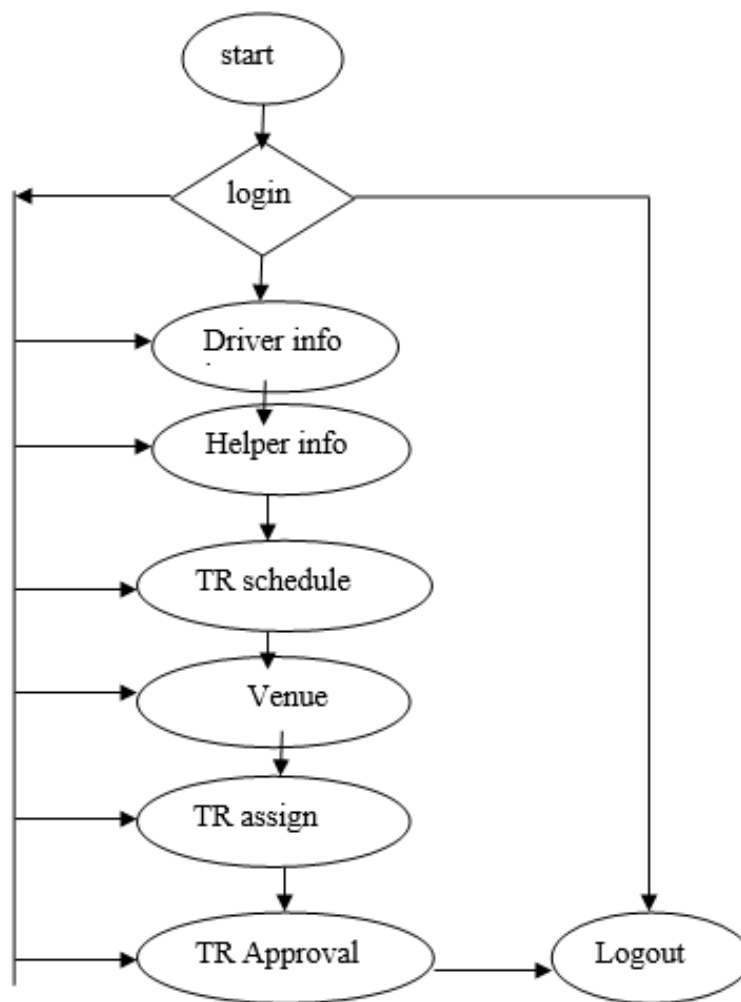 start
login
Driver info
Helper info
TR schedule
Venue
TR assign
TR Approval
Logout